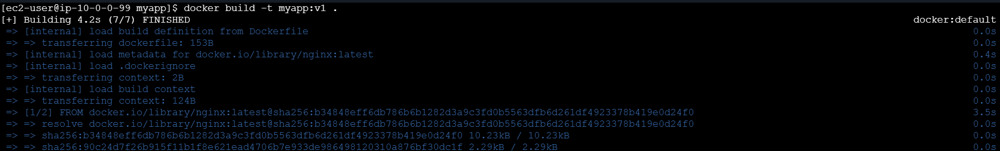 [ec2-user@ip-10-0-0-99 myapp]$ docker build -t myapp:v1 .
[+] Building 4.2s (7/7) FINISHED docker:default
=> [internal] load build definition from Dockerfile 0.0s
=> => transferring dockerfile: 153B 0.0s
=> [internal] load metadata for docker.io/library/nginx:latest 0.4s
=> [internal] load .dockerignore 0.0s
=> => transferring context: 2B 0.0s
=> [internal] load build context 0.0s
=> => transferring context: 124B 0.0s
=> [1/2] FROM docker.io/library/nginx:latest@sha256:b34848eff6db786b6b1282d3a9c3fd0b5563dfb6d261df4923378b419e0d24f0 3.5s
=> => resolve docker.io/library/nginx:latest@sha256:b34848eff6db786b6b1282d3a9c3fd0b5563dfb6d261df4923378b419e0d24f0 0.0s
=> => sha256:b34848eff6db786b6b1282d3a9c3fd0b5563dfb6d261df4923378b419e0d24f0 10.23kB / 10.23kB 0.0s
=> => sha256:90c24d7f26b915f11b1f8e621ead4706b7e933de986498120310a876bf30dc1f 2.29kB / 2.29kB 0.0s